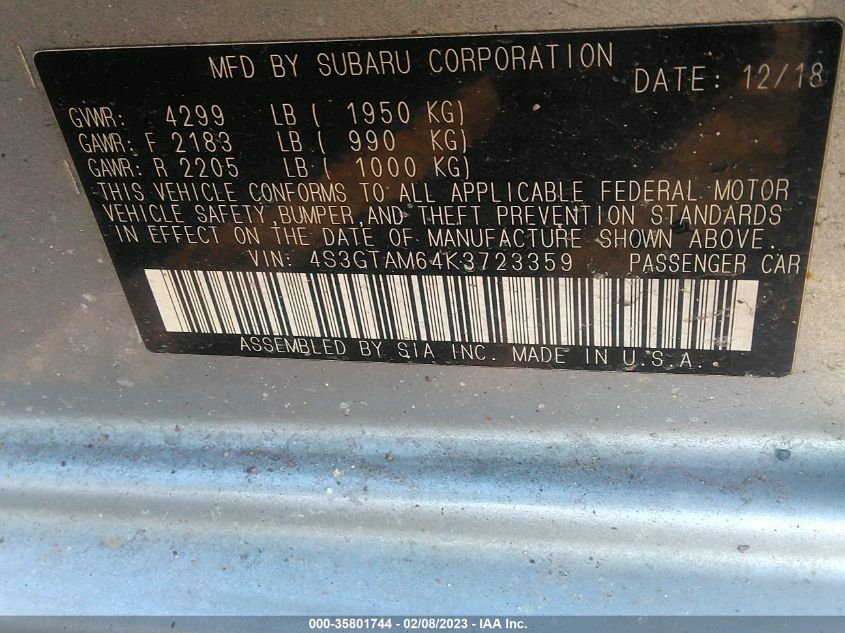 MFD BY SUBARU CORPORATION
DATE: 12/18
GVWR: 4299 LB ( 1950 KG)
GAWR: F 2183 LB ( 990 KG)
GAWR: R 2205 LB ( 1000 KG)
THIS VEHICLE CONFORMS TO ALL APPLICABLE FEDERAL MOTOR
VEHICLE SAFETY, BUMPER, AND THEFT PREVENTION STANDARDS
IN EFFECT ON THE DATE OF MANUFACTURE SHOWN ABOVE.
VIN: 4S3GTAM64K3723359 PASSENGER CAR
ASSEMBLED BY SIA INC. MADE IN U.S.A.
000-35801744 - 02/08/2023 - IAA Inc.